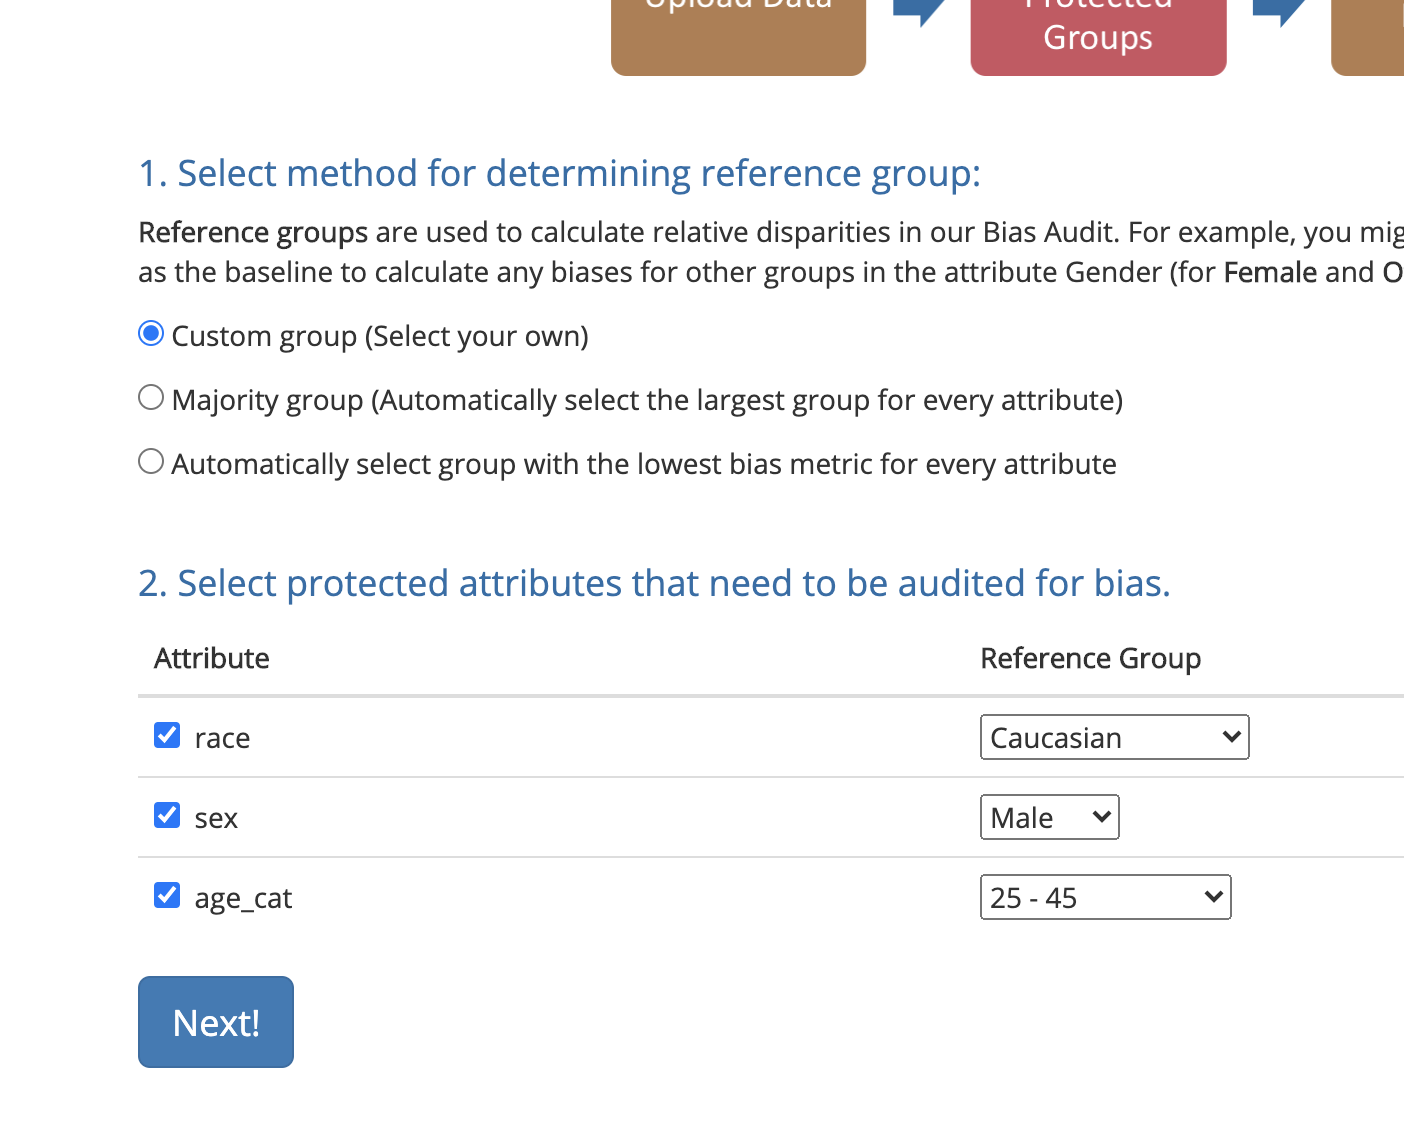 Upload Data
Protected
Groups
1. Select method for determining reference group:
Reference groups are used to calculate relative disparities in our Bias Audit. For example, you mig
as the baseline to calculate any biases for other groups in the attribute Gender (for Female and O
Custom group (Select your own)
Majority group (Automatically select the largest group for every attribute)
Automatically select group with the lowest bias metric for every attribute
2. Select protected attributes that need to be audited for bias.
Attribute Reference Group
race Caucasian
sex Male
age_cat 25 - 45
Next!